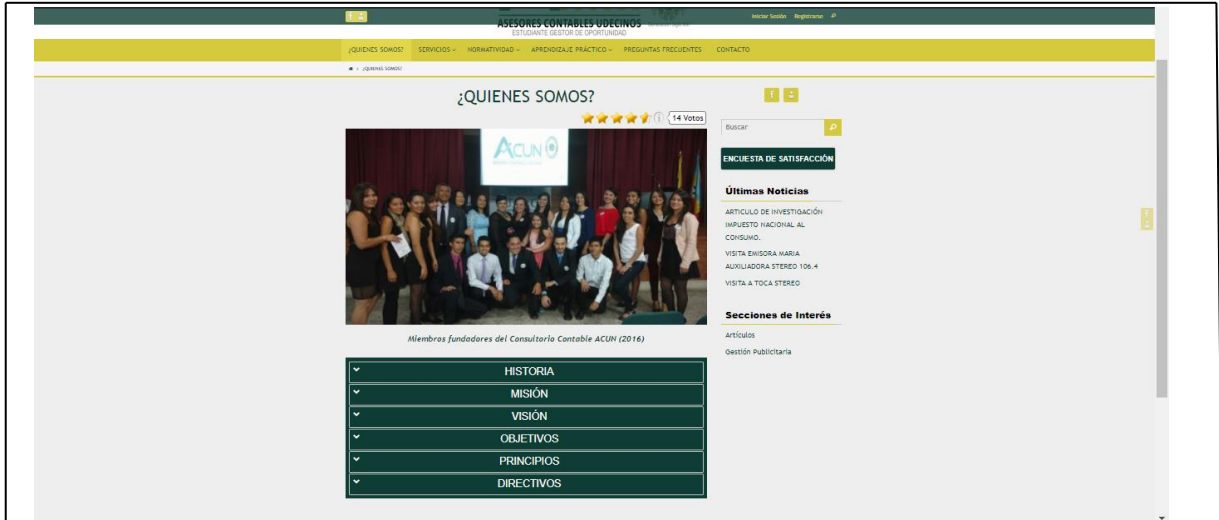 ASESORES CONTABLES UDECINOS
ESTUDIANTE GESTOR DE OPORTUNIDAD
Iniciar Sesión Registrarse
¿QUIENES SOMOS? SERVICIOS NORMATIVIDAD APRENDIZAJE PRÁCTICO PREGUNTAS FRECUENTES CONTACTO
¿QUIENES SOMOS?
¿QUIENES SOMOS?
14 Votos
ACUN
Miembros fundadores del Consultorio Contable ACUN (2016)
HISTORIA
MISIÓN
VISIÓN
OBJETIVOS
PRINCIPIOS
DIRECTIVOS
Buscar
ENCUESTA DE SATISFACCIÓN
Últimas Noticias
ARTICULO DE INVESTIGACIÓN
IMPUESTO NACIONAL AL
CONSUMO.
VISITA EMISORA MARIA
AUXILIADORA STEREO 106.4
VISITA A TOCA STEREO
Secciones de Interés
Artículos
Gestión Publicitaria